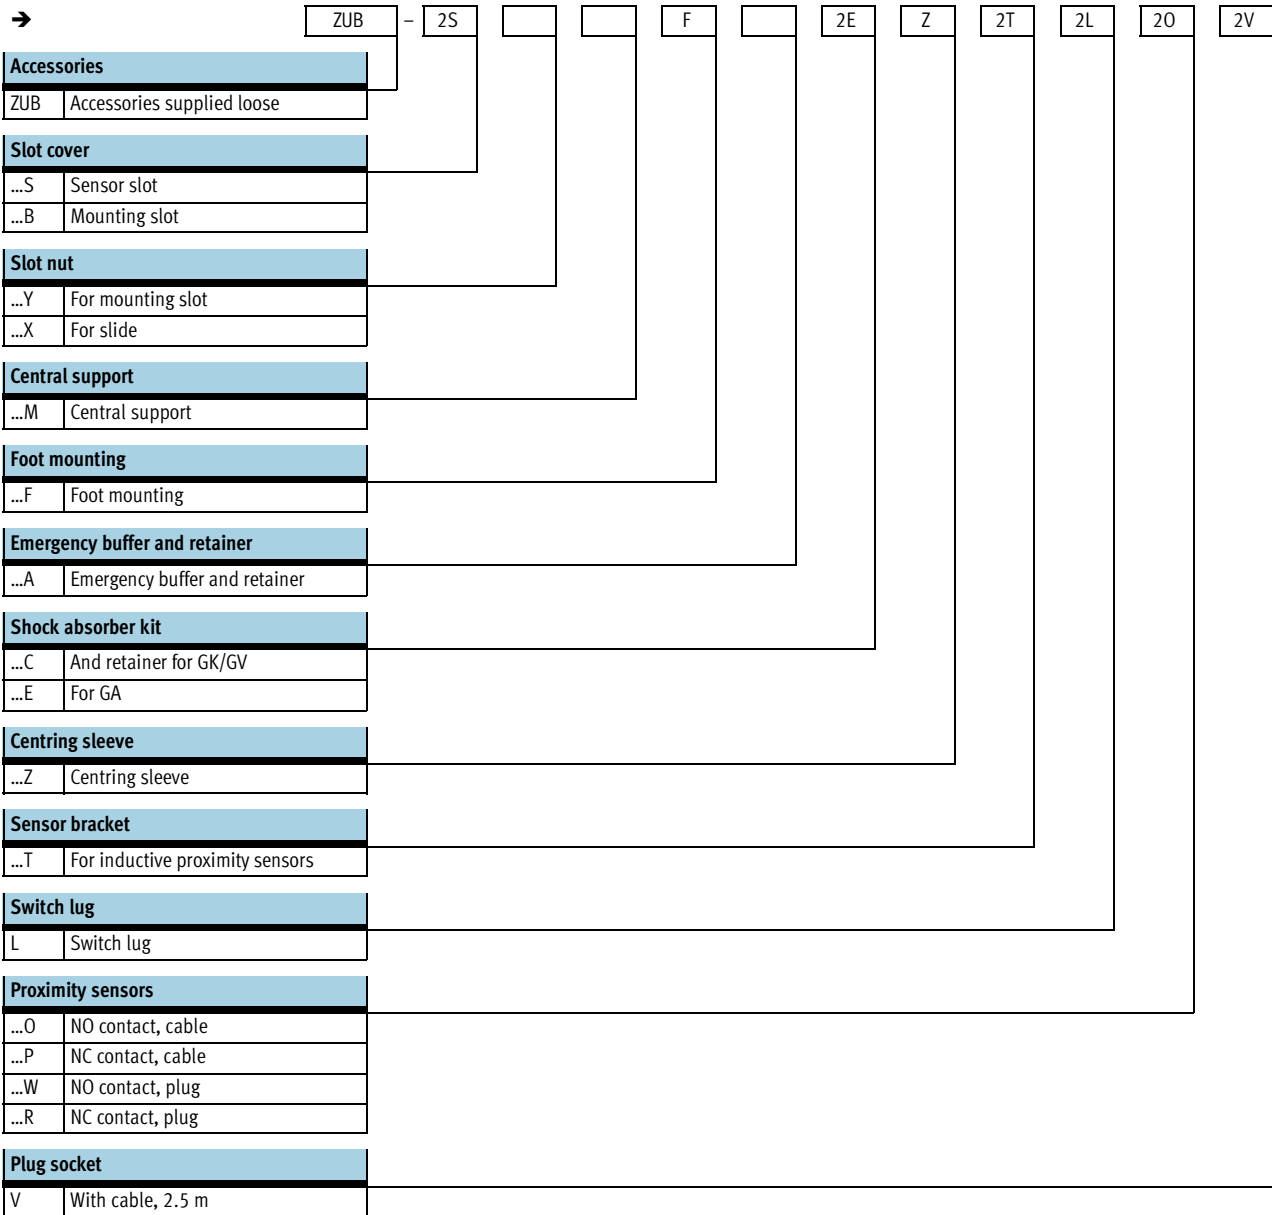 ➔ ZUB – 2S F 2E Z 2T 2L 2O 2V
Accessories
ZUB Accessories supplied loose
Slot cover
...S Sensor slot
...B Mounting slot
Slot nut
...Y For mounting slot
...X For slide
Central support
...M Central support
Foot mounting
...F Foot mounting
Emergency buffer and retainer
...A Emergency buffer and retainer
Shock absorber kit
...C And retainer for GK/GV
...E For GA
Centring sleeve
...Z Centring sleeve
Sensor bracket
...T For inductive proximity sensors
Switch lug
L Switch lug
Proximity sensors
...O NO contact, cable
...P NC contact, cable
...W NO contact, plug
...R NC contact, plug
Plug socket
V With cable, 2.5 m